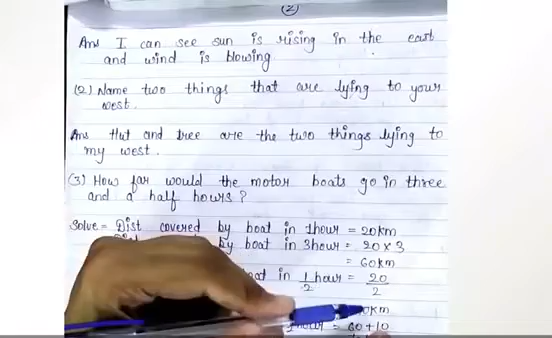 (2)
Ans I can see sun is rising in the east
and wind is blowing
(2) Name two things that are lying to your
west.
Ans Hut and tree are the two things lying to
my west.
(3) How far would the motor boats go in three
and a half hours?
Solve = Dist covered by boat in 1hour = 20km
by boat in 3hour = 20 x 3
= 60km
in 1/2 hour = 20/2
km
hour = 60+10